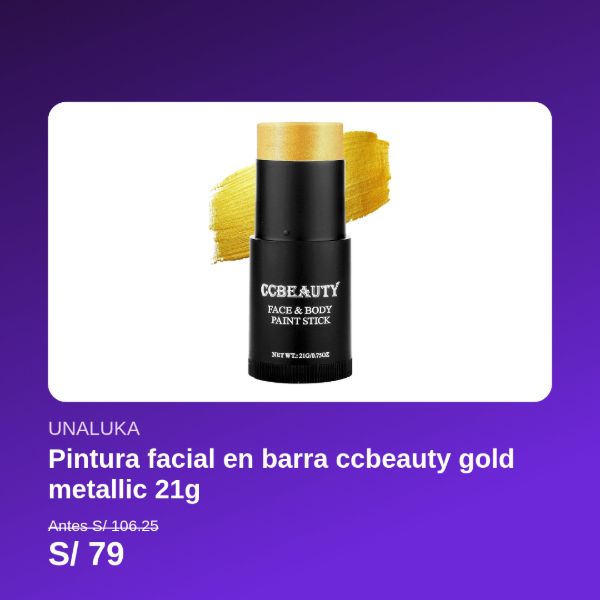 CCBEAUTY
FACE & BODY
PAINT STICK
NET WT.: 21G/0.75OZ
UNALUKA
Pintura facial en barra ccbeauty gold
metallic 21g
Antes S/ 106.25
S/ 79